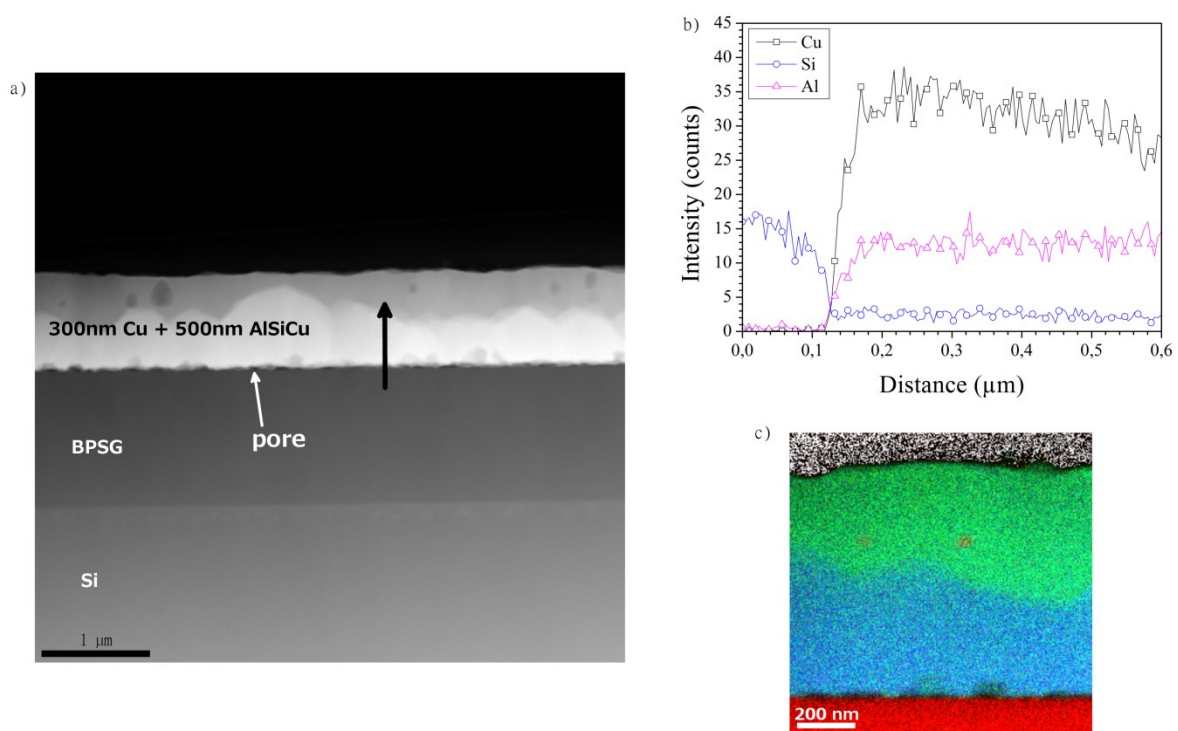 a)
300nm Cu + 500nm AlSiCu
pore
BPSG
Si
1 μm
b)
Cu
Si
Al
45
40
35
30
25
20
15
10
5
0
Intensity (counts)
0,0 0,1 0,2 0,3 0,4 0,5 0,6
Distance (μm)
c)
200 nm